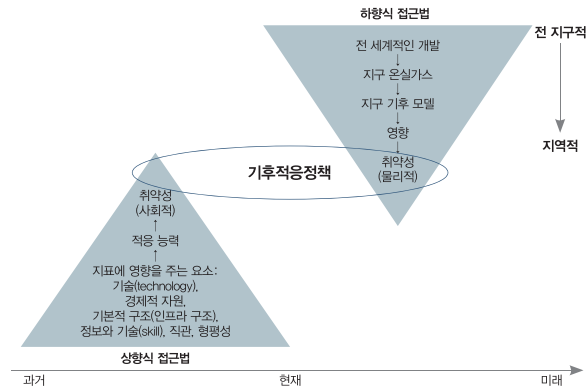 하향식 접근법
전 세계적인 개발
지구 온실가스
지구 기후 모델
영향
취약성
(물리적)
전 지구적
지역적
기후적응정책
취약성
(사회적)
적응 능력
지표에 영향을 주는 요소:
기술(technology),
경제적 자원,
기본적 구조(인프라 구조),
정보와 기술(skill), 직관, 형평성
상향식 접근법
과거
현재
미래